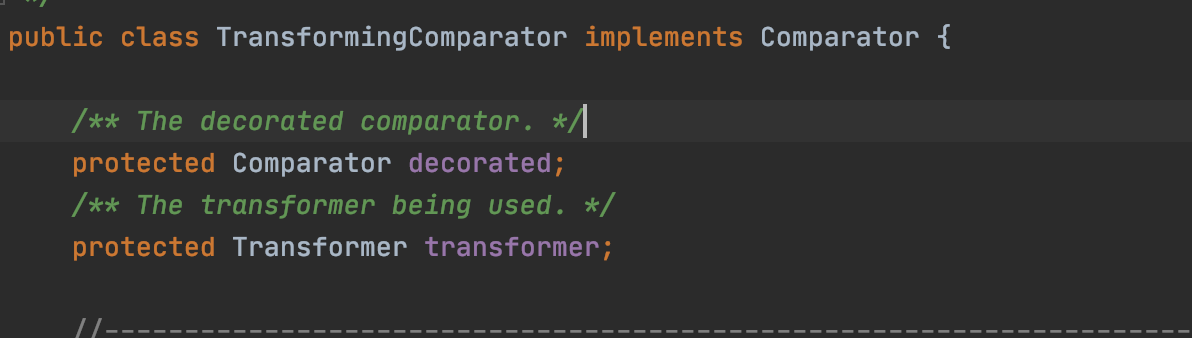 */
public class TransformingComparator implements Comparator {
/** The decorated comparator. */
protected Comparator decorated;
/** The transformer being used. */
protected Transformer transformer;
//--------------------------------------------------------------------